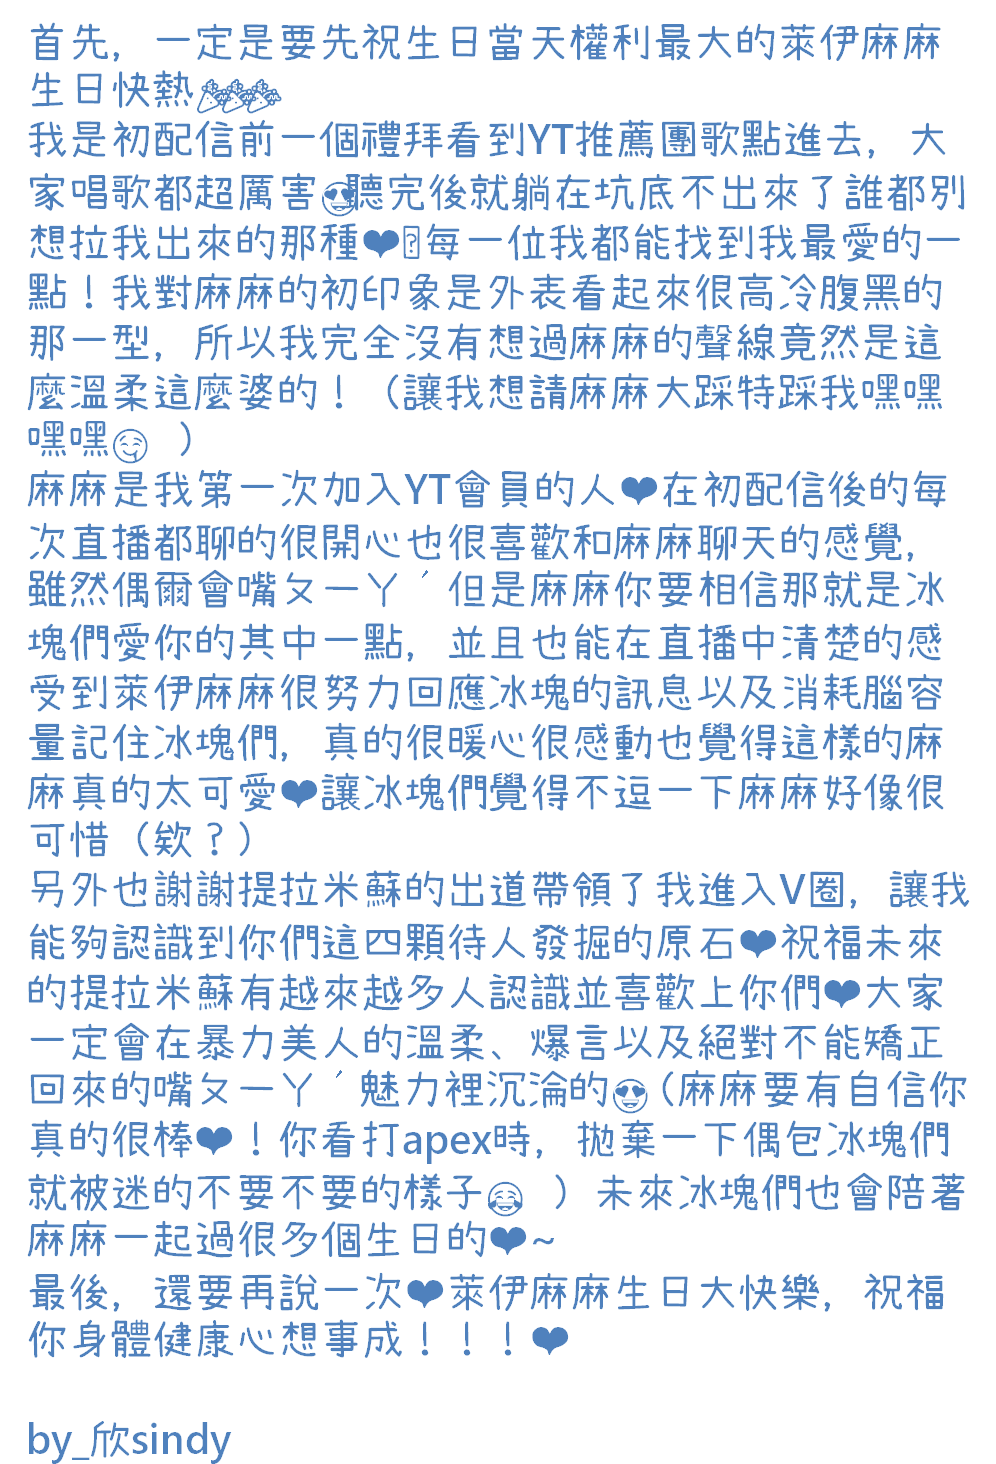 首先，一定是要先祝生日當天權利最大的萊伊麻麻
生日快熱🎉🎉🎉
我是初配信前一個禮拜看到YT推薦團歌點進去，大
家唱歌都超厲害😍聽完後就躺在坑底不出來了誰都別
想拉我出來的那種❤️每一位我都能找到我最愛的一
點！我對麻麻的初印象是外表看起來很高冷腹黑的
那一型，所以我完全沒有想過麻麻的聲線竟然是這
麼溫柔這麼婆的！（讓我想請麻麻大踩特踩我嘿嘿
嘿嘿🤤 ）
麻麻是我第一次加入YT會員的人❤在初配信後的每
次直播都聊的很開心也很喜歡和麻麻聊天的感覺，
雖然偶爾會嘴ㄆㄧㄚˊ但是麻麻你要相信那就是冰
塊們愛你的其中一點，並且也能在直播中清楚的感
受到萊伊麻麻很努力回應冰塊的訊息以及消耗腦容
量記住冰塊們，真的很暖心很感動也覺得這樣的麻
麻真的太可愛❤讓冰塊們覺得不逗一下麻麻好像很
可惜（欸？）
另外也謝謝提拉米蘇的出道帶領了我進入V圈，讓我
能夠認識到你們這四顆待人發掘的原石❤祝福未來
的提拉米蘇有越來越多人認識並喜歡上你們❤大家
一定會在暴力美人的溫柔、爆言以及絕對不能矯正
回來的嘴ㄆㄧㄚˊ魅力裡沉淪的😍(麻麻要有自信你
真的很棒❤！你看打apex時，拋棄一下偶包冰塊們
就被迷的不要不要的樣子😂 ）未來冰塊們也會陪著
麻麻一起過很多個生日的❤~
最後，還要再說一次❤萊伊麻麻生日大快樂，祝福
你身體健康心想事成！！！❤
by_欣sindy